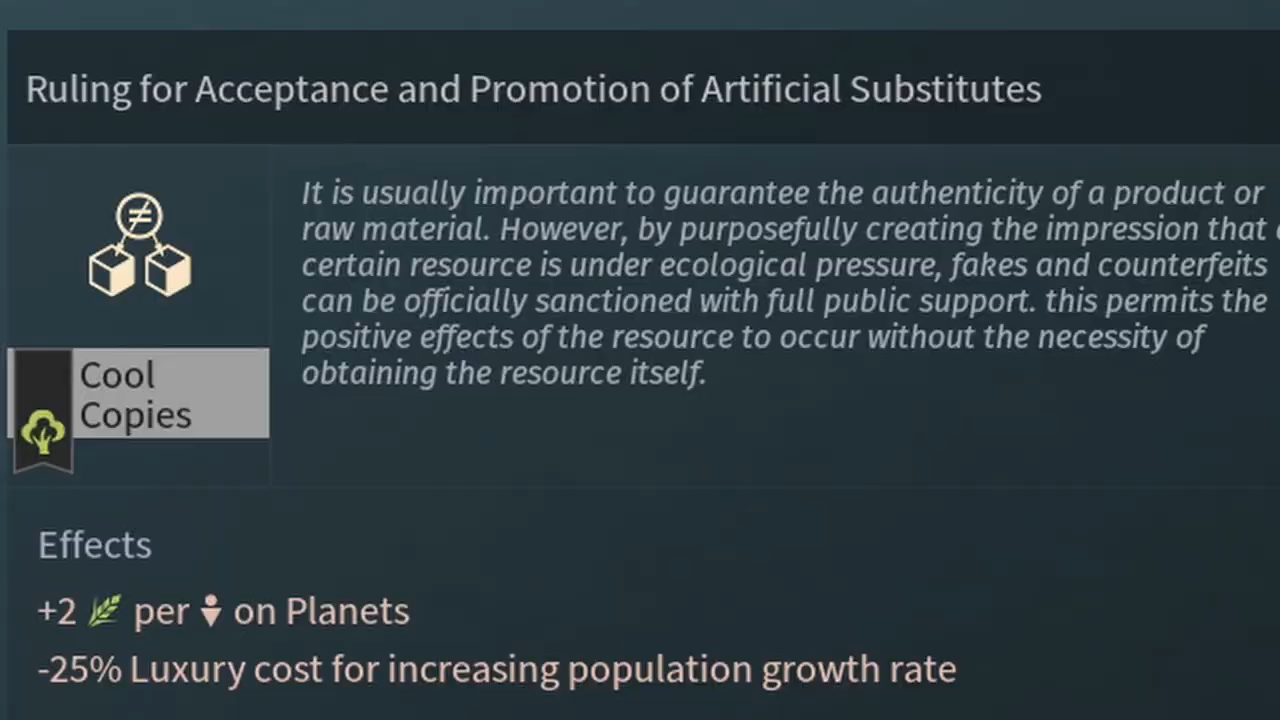 Ruling for Acceptance and Promotion of Artificial Substitutes
It is usually important to guarantee the authenticity of a product or
raw material. However, by purposefully creating the impression that
certain resource is under ecological pressure, fakes and counterfeits
can be officially sanctioned with full public support. this permits the
positive effects of the resource to occur without the necessity of
obtaining the resource itself.
Cool
Copies
Effects
+2 per on Planets
-25% Luxury cost for increasing population growth rate